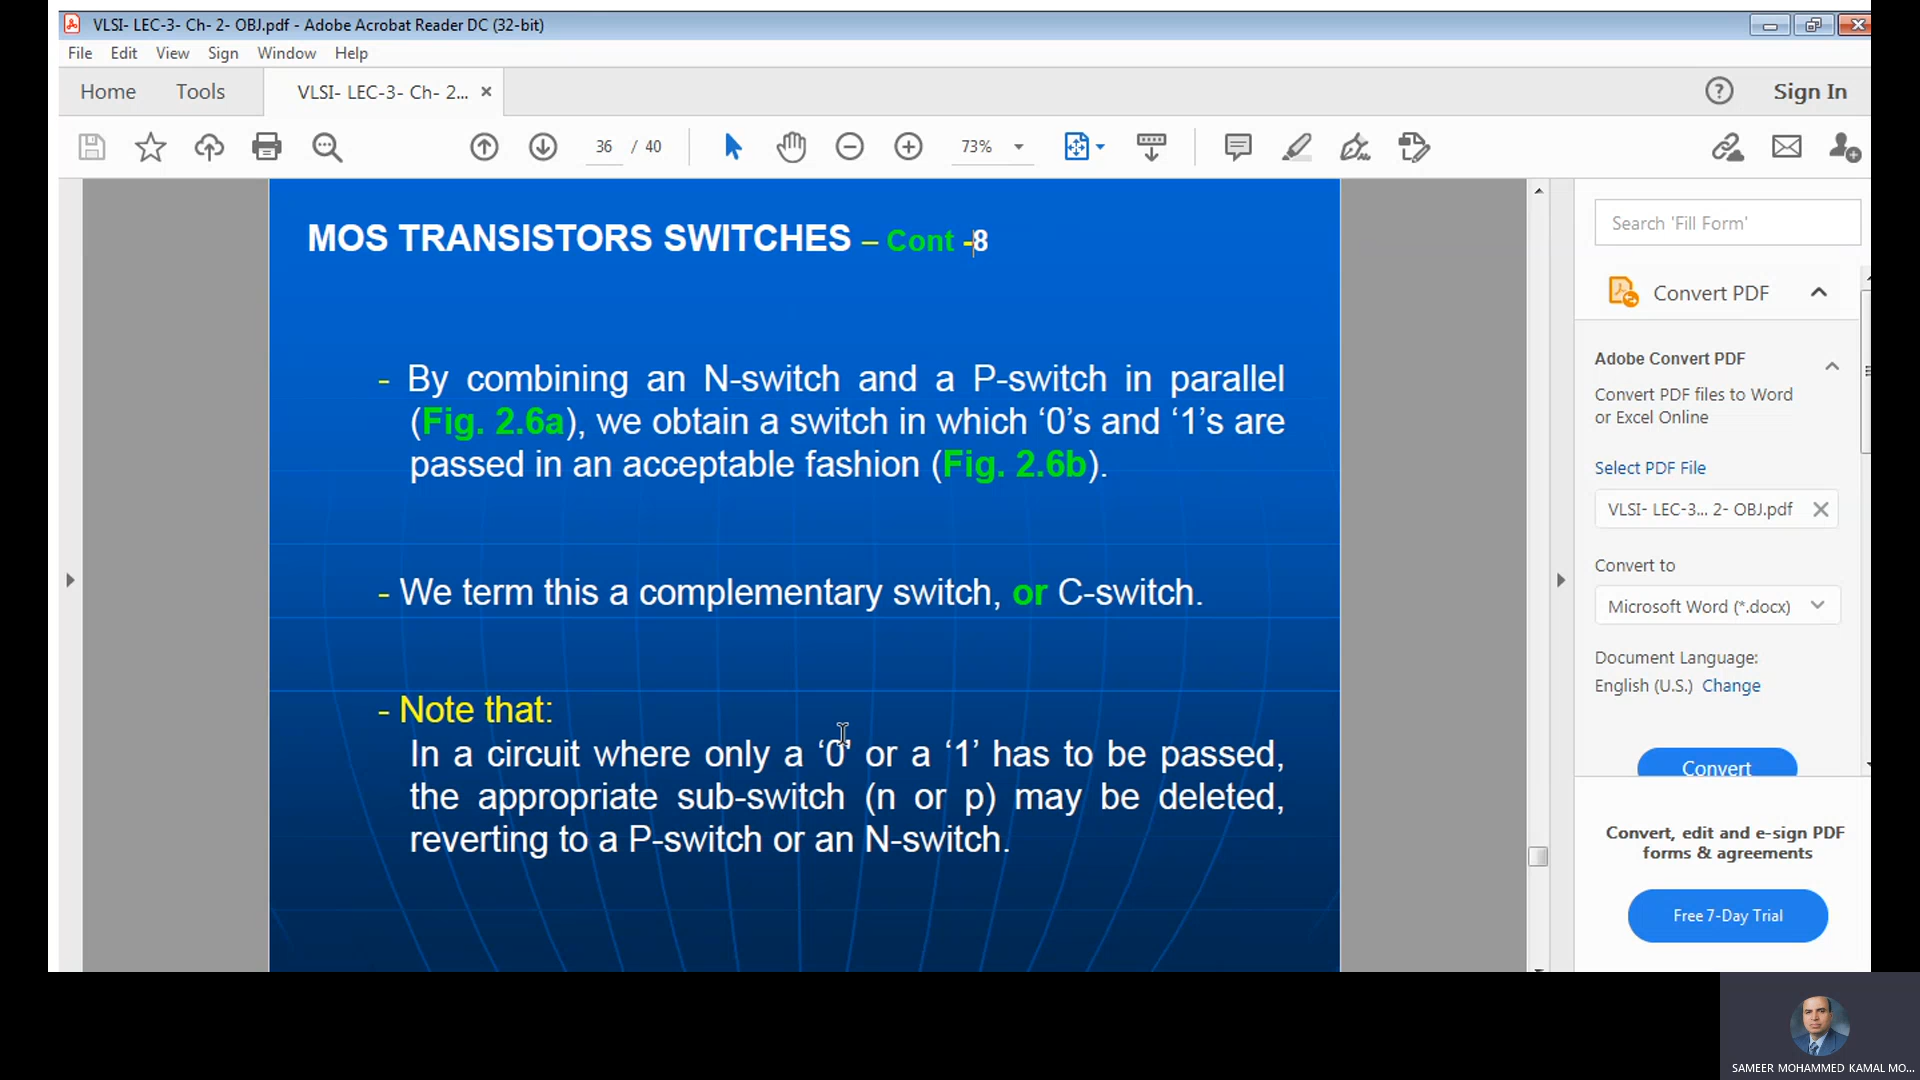 VLSI- LEC-3- Ch- 2- OBJ.pdf - Adobe Acrobat Reader DC (32-bit)
File Edit View Sign Window Help
Home Tools VLSI- LEC-3- Ch- 2... Sign In
36 / 40 73%
MOS TRANSISTORS SWITCHES – Cont -8
- By combining an N-switch and a P-switch in parallel
(Fig. 2.6a), we obtain a switch in which ‘0’s and ‘1’s are
passed in an acceptable fashion (Fig. 2.6b).
- We term this a complementary switch, or C-switch.
- Note that:
In a circuit where only a ‘0’ or a ‘1’ has to be passed,
the appropriate sub-switch (n or p) may be deleted,
reverting to a P-switch or an N-switch.
Search 'Fill Form'
Convert PDF
Adobe Convert PDF
Convert PDF files to Word
or Excel Online
Select PDF File
VLSI- LEC-3... 2- OBJ.pdf
Convert to
Microsoft Word (*.docx)
Document Language:
English (U.S.) Change
Convert
Convert, edit and e-sign PDF
forms & agreements
Free 7-Day Trial
SAMEER MOHAMMED KAMAL MO...